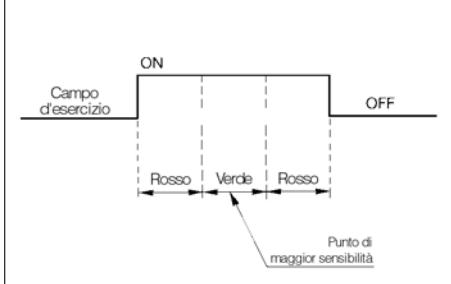 ON
Campo
d'esercizio
OFF
Rosso
Verde
Rosso
Punto di
maggior sensibilità